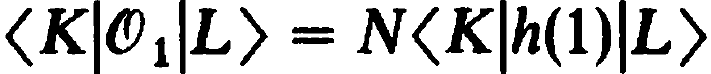 ⟨K|𝒪₁|L⟩ = N⟨K|h(1)|L⟩